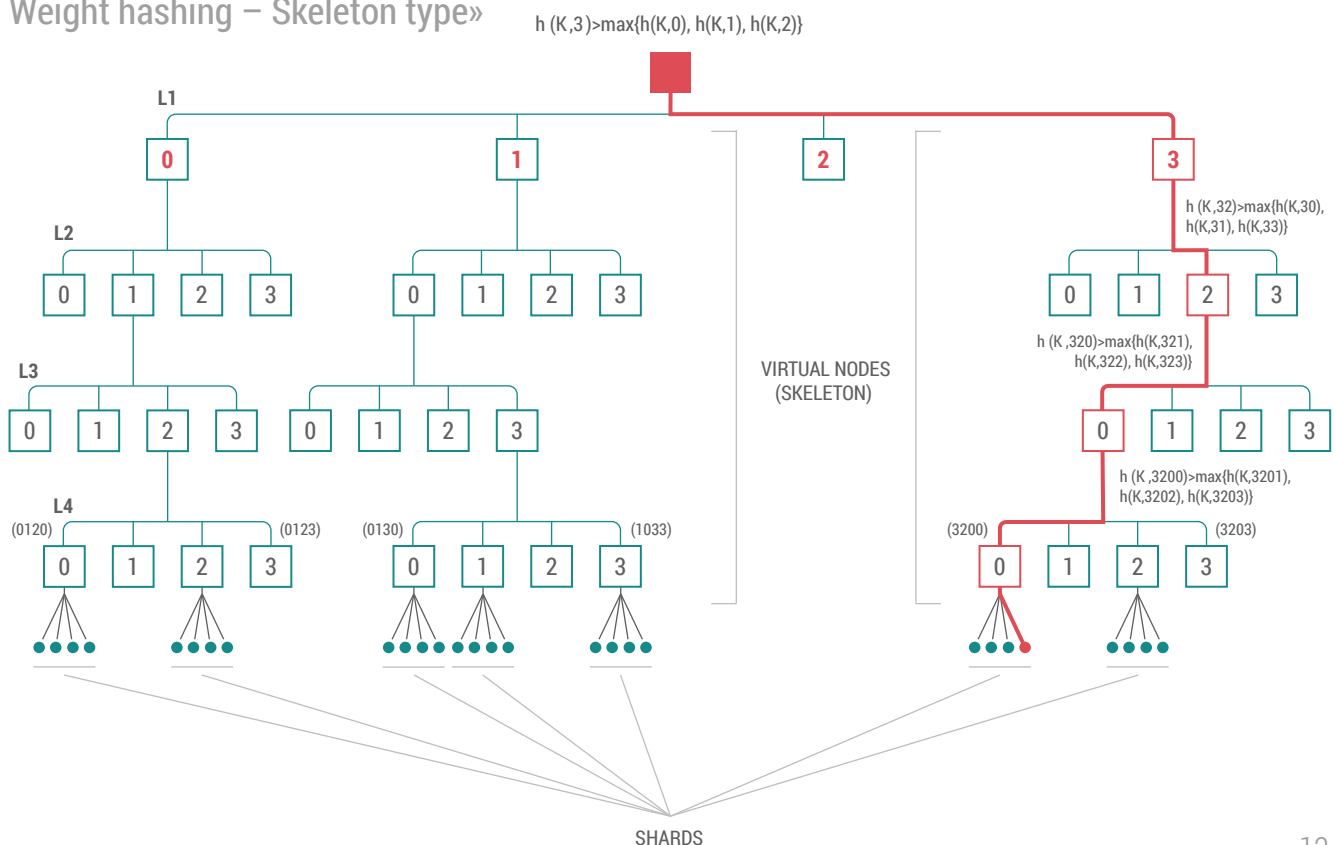 Weight hashing – Skeleton type»
h (K,3)>max{h(K,0), h(K,1), h(K,2)}
L1
0 1 2 3
h (K,32)>max{h(K,30),
h(K,31), h(K,33)}
L2
0 1 2 3 0 1 2 3 0 1 2 3
h (K,320)>max{h(K,321),
h(K,322), h(K,323)}
VIRTUAL NODES
(SKELETON)
L3
0 1 2 3 0 1 2 3 0 1 2 3
h (K,3200)>max{h(K,3201),
h(K,3202), h(K,3203)}
L4
(0120) (0123) (0130) (1033) (3200) (3203)
0 1 2 3 0 1 2 3 0 1 2 3
SHARDS